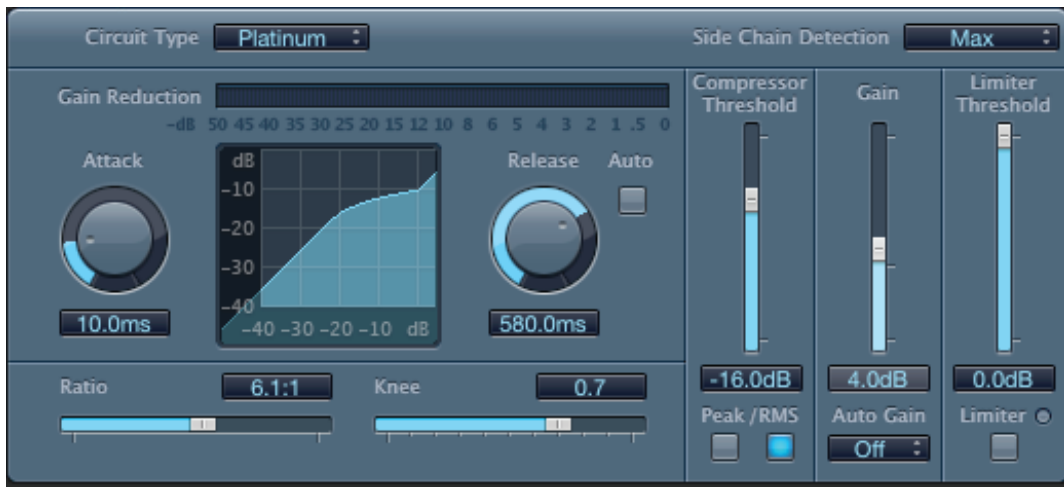 Circuit Type Platinum Side Chain Detection Max
Gain Reduction
-dB 50 45 40 35 30 25 20 15 12 10 8 6 5 4 3 2 1 .5 0
Compressor Threshold
Gain
Limiter Threshold
Attack
dB
-10
-20
-30
-40
-40 -30 -20 -10 dB
Release
Auto
10.0ms
580.0ms
Ratio 6.1:1
Knee 0.7
-16.0dB
4.0dB
0.0dB
Peak / RMS
Auto Gain
Off
Limiter